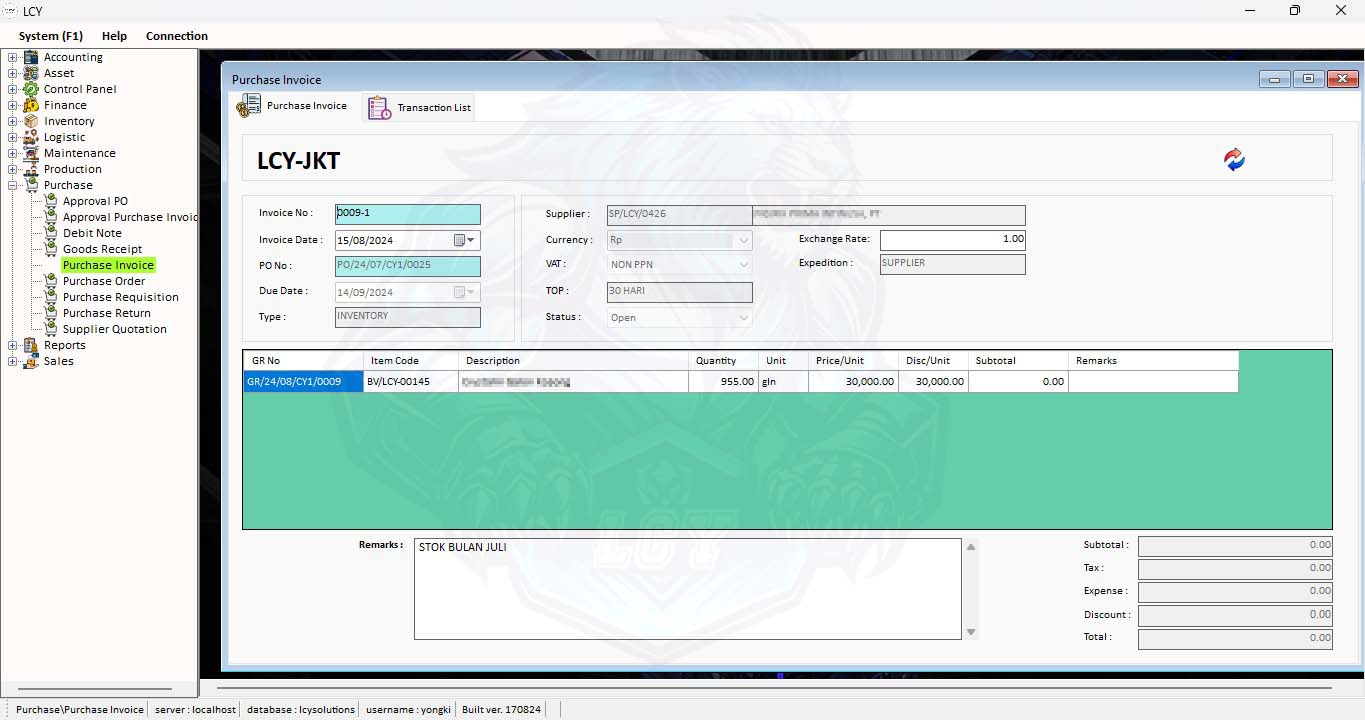 LCY
System (F1) Help Connection
Accounting
Asset
Control Panel
Finance
Inventory
Logistic
Maintenance
Production
Purchase
Approval PO
Approval Purchase Invoic
Debit Note
Goods Receipt
Purchase Invoice
Purchase Order
Purchase Requisition
Purchase Return
Supplier Quotation
Reports
Sales
Purchase Invoice
Purchase Invoice Transaction List
LCY-JKT
Invoice No : 0009-1
Invoice Date : 15/08/2024
PO No : PO/24/07/CY1/0025
Due Date : 14/09/2024
Type : INVENTORY
Supplier : SP/LCY/0426
Currency : Rp Exchange Rate: 1.00
VAT : NON PPN Expedition : SUPPLIER
TOP : 30 HARI
Status : Open
GR No Item Code Description Quantity Unit Price/Unit Disc/Unit Subtotal Remarks
GR/24/08/CY1/0009 BV/LCY-00145 955.00 gln 30,000.00 30,000.00 0.00
LCY
Remarks : STOK BULAN JULI
Subtotal : 0.00
Tax : 0.00
Expense : 0.00
Discount : 0.00
Total : 0.00
Purchase\Purchase Invoice server : localhost database : lcysolutions username : yongki Built ver. 170824